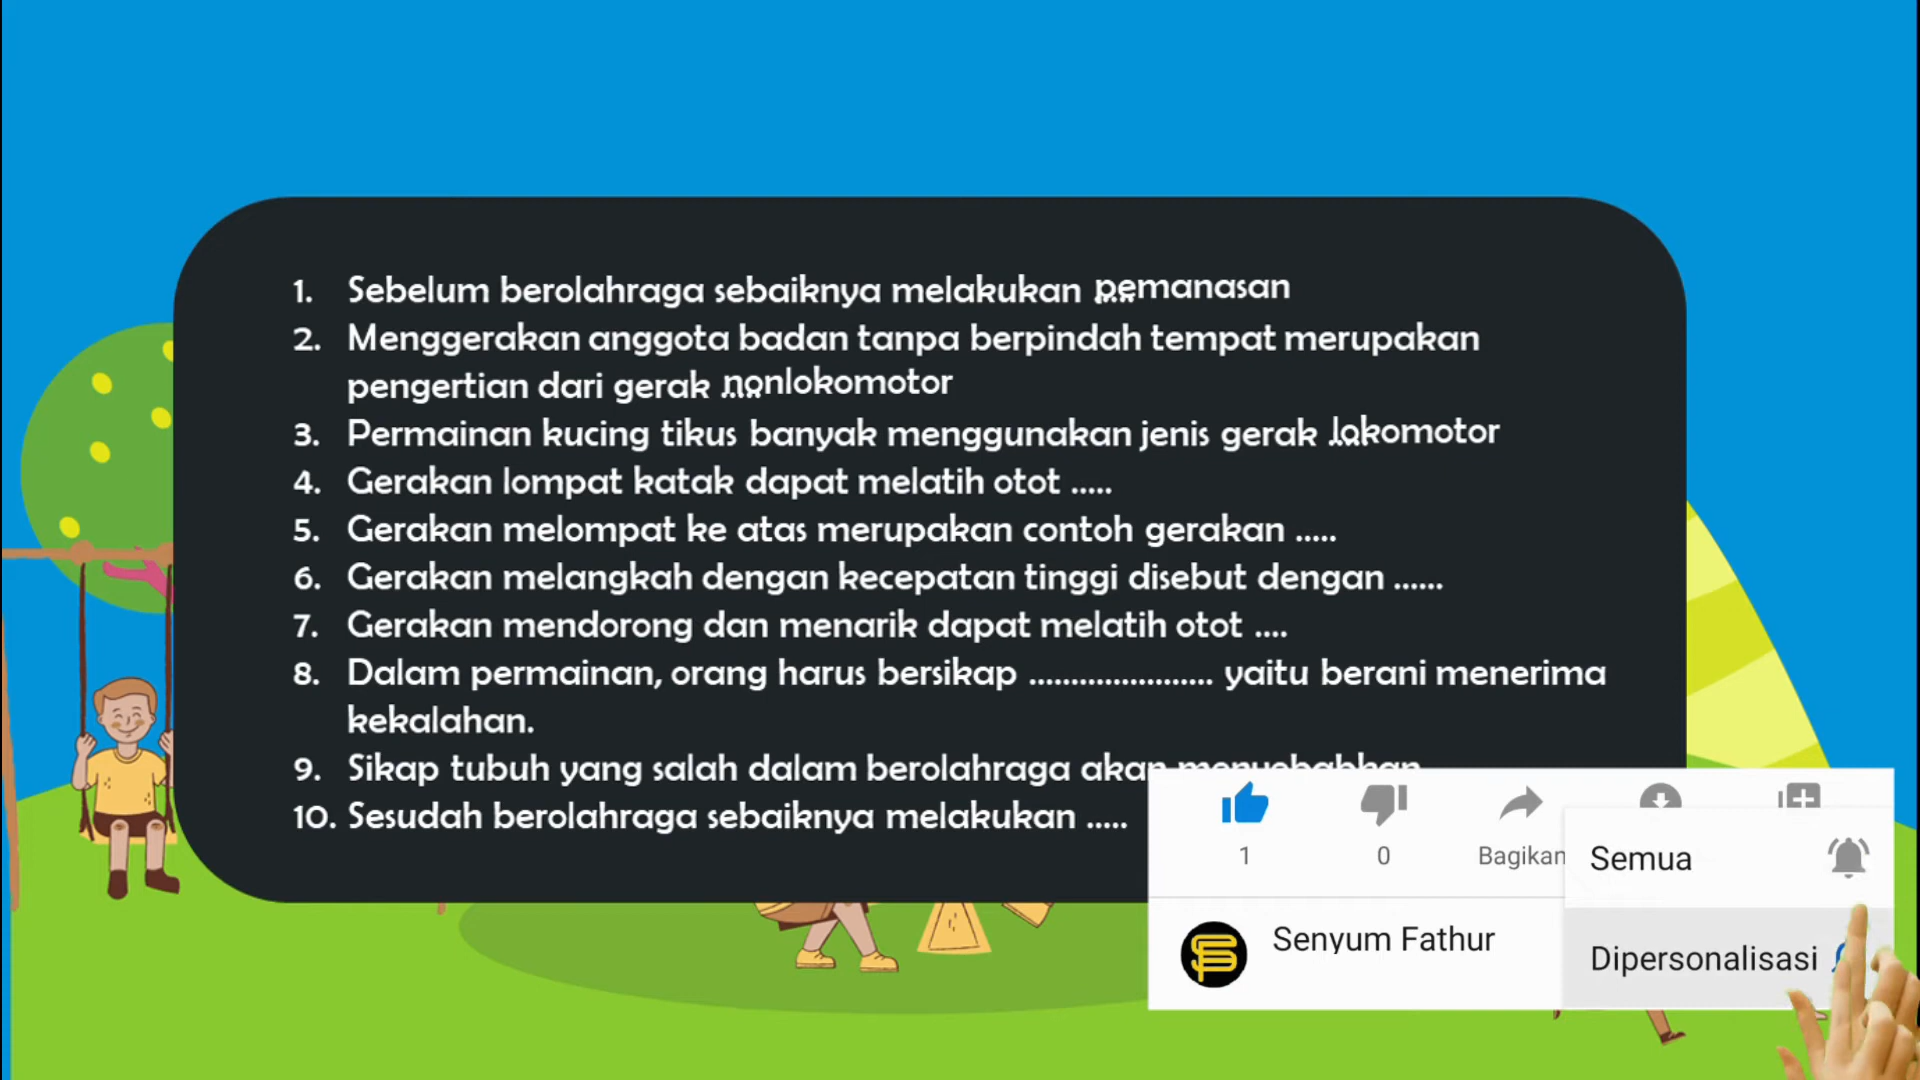 1. Sebelum berolahraga sebaiknya melakukan pemanasan
2. Menggerakan anggota badan tanpa berpindah tempat merupakan
pengertian dari gerak nonlokomotor
3. Permainan kucing tikus banyak menggunakan jenis gerak lokomotor
4. Gerakan lompat katak dapat melatih otot .....
5. Gerakan melompat ke atas merupakan contoh gerakan .....
6. Gerakan melangkah dengan kecepatan tinggi disebut dengan ......
7. Gerakan mendorong dan menarik dapat melatih otot ....
8. Dalam permainan, orang harus bersikap ...................... yaitu berani menerima
kekalahan.
9. Sikap tubuh yang salah dalam berolahraga akan menyebabkan
10. Sesudah berolahraga sebaiknya melakukan .....
1
0
Bagikan
Semua
Senyum Fathur
Dipersonalisasi